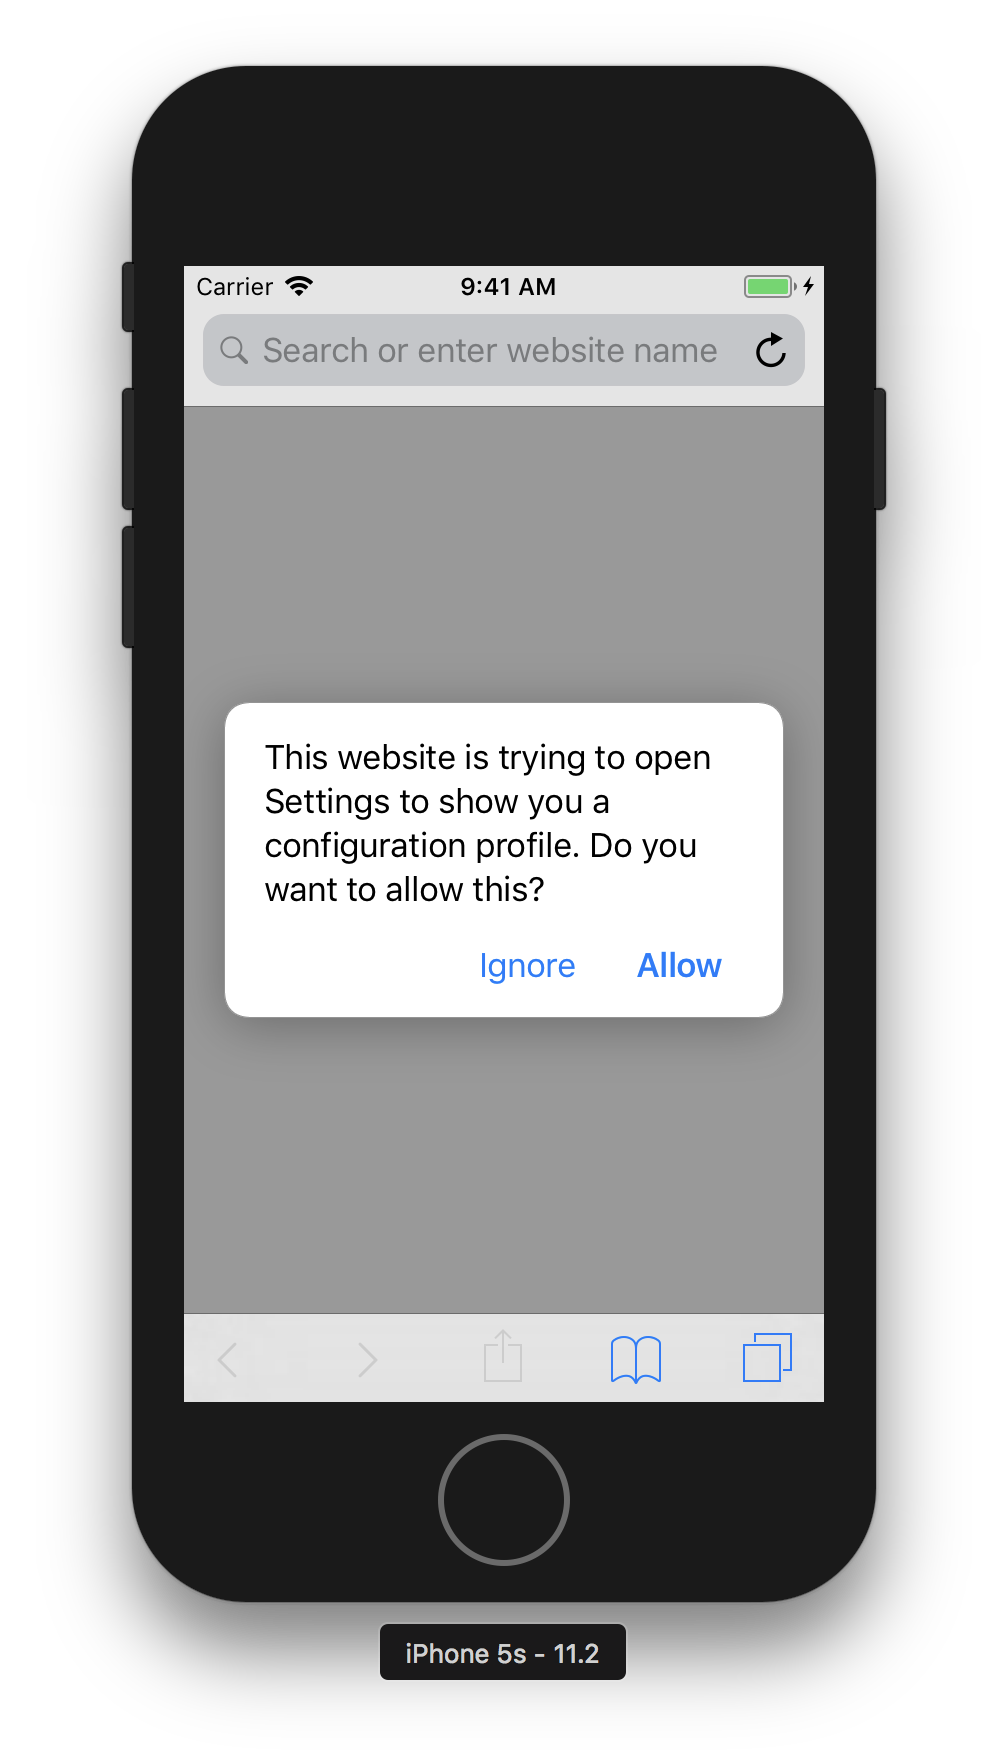 Carrier 9:41 AM
Search or enter website name
This website is trying to open
Settings to show you a
configuration profile. Do you
want to allow this?
Ignore Allow
iPhone 5s - 11.2